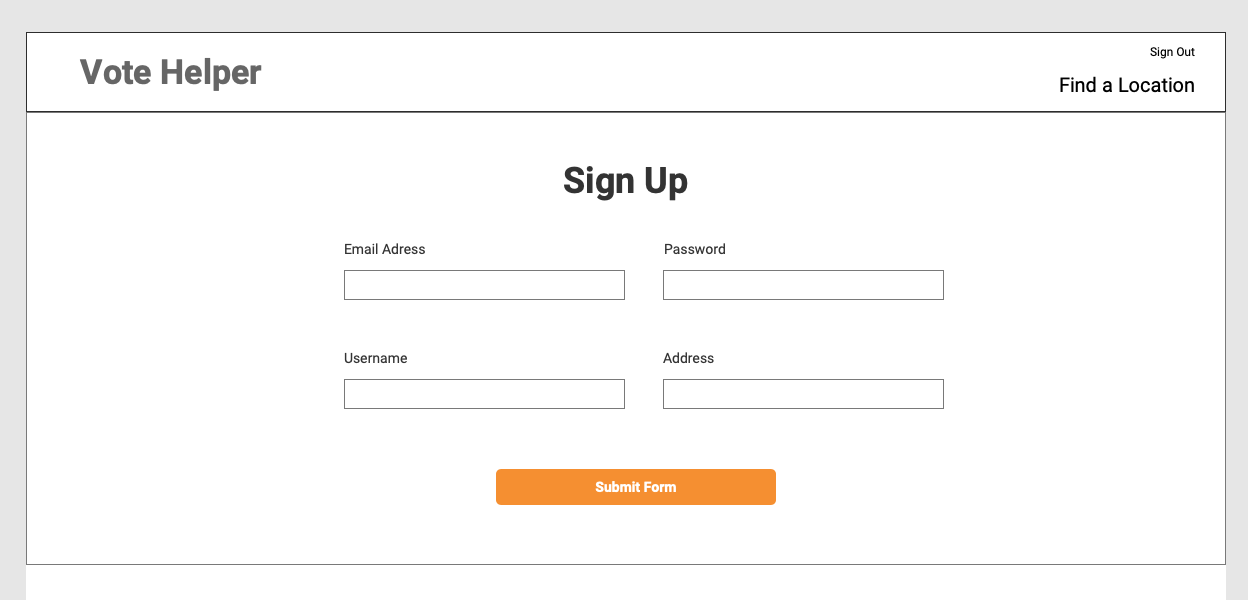 Vote Helper
Sign Out
Find a Location
Sign Up
Email Adress
Password
Username
Address
Submit Form